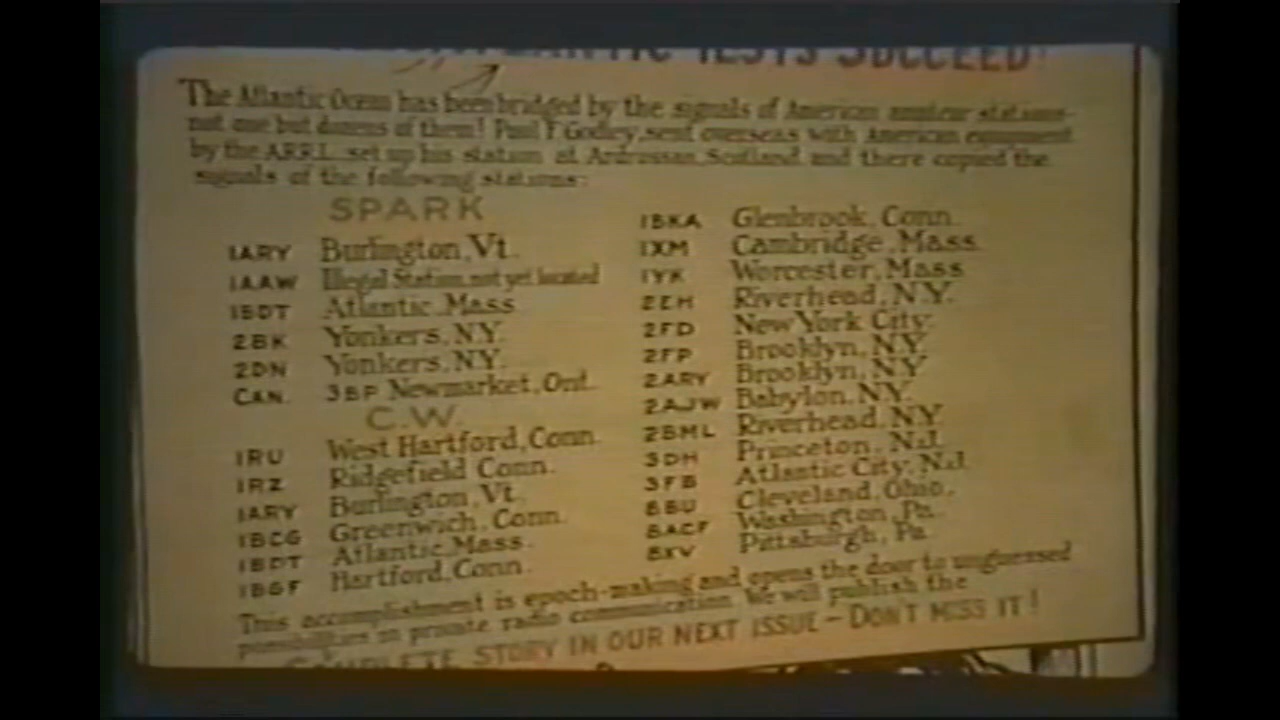 TESTS SUCCEED!
The Atlantic Ocean has been bridged by the signals of American amateur stations—
not one but dozens of them! Paul F. Godley, sent overseas with American equipment
by the A.R.R.L. set up his station at Ardrossan, Scotland and there copied the
signals of the following stations:
SPARK
1ARY Burlington, Vt.
1AAW Illegal Station, not yet located
1BDT Atlantic, Mass.
2BK Yonkers, N.Y.
2DN Yonkers, N.Y.
CAN. 3BP Newmarket, Ont.
C.W.
1RU West Hartford, Conn.
1RZ Ridgefield Conn.
1ARY Burlington, Vt.
1BCG Greenwich, Conn.
1BDT Atlantic, Mass.
1BGF Hartford, Conn.
1BKA Glenbrook, Conn.
1XM Cambridge, Mass.
1YK Worcester, Mass
2EH Riverhead, N.Y.
2FD New York City
2FP Brooklyn, N.Y.
2ARY Brooklyn, N.Y.
2AJW Babylon, N.Y.
2BML Riverhead, N.Y.
3DH Princeton, N.J.
3FB Atlantic City, N.J.
8BU Cleveland, Ohio.
8ACF Washington, Pa.
8XV Pittsburgh, Pa.
This accomplishment is epoch-making and opens the door to unguessed
possibilities in private radio communication. We will publish the
COMPLETE STORY IN OUR NEXT ISSUE – DON'T MISS IT!